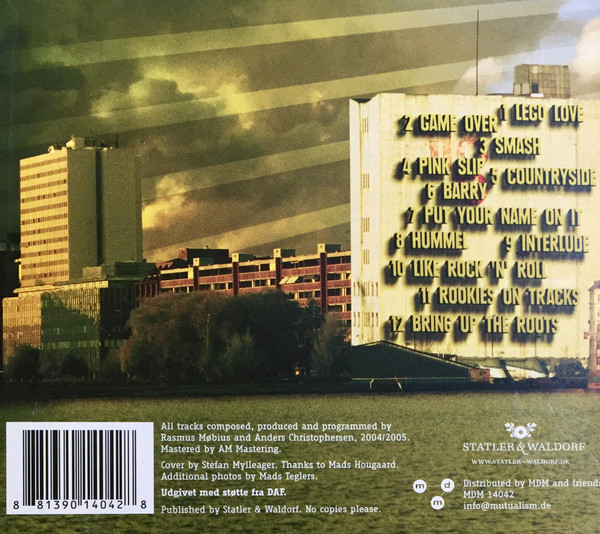 1 LEGO LOVE
2 GAME OVER
3 SMASH
4 PINK SLIP
5 COUNTRYSIDE
6 BARRY
7 PUT YOUR NAME ON IT
8 HUMMEL
9 INTERLUDE
10 LIKE ROCK 'N' ROLL
11 ROOKIES ON TRACKS
12 BRING UP THE ROOTS
All tracks composed, produced and programmed by
Rasmus Møbius and Anders Christophersen, 2004/2005.
Mastered by AM Mastering.
Cover by Stefan Mylleager. Thanks to Mads Hougaard.
Additional photos by Mads Teglers.
Udgivet med støtte fra DAF.
Published by Statler & Waldorf. No copies please.
8 81390 14042 8
STATLER & WALDORF
WWW.STATLER-WALDORF.DK
m d
m
Distributed by MDM and friends
MDM 14042
info@mutualism.dk